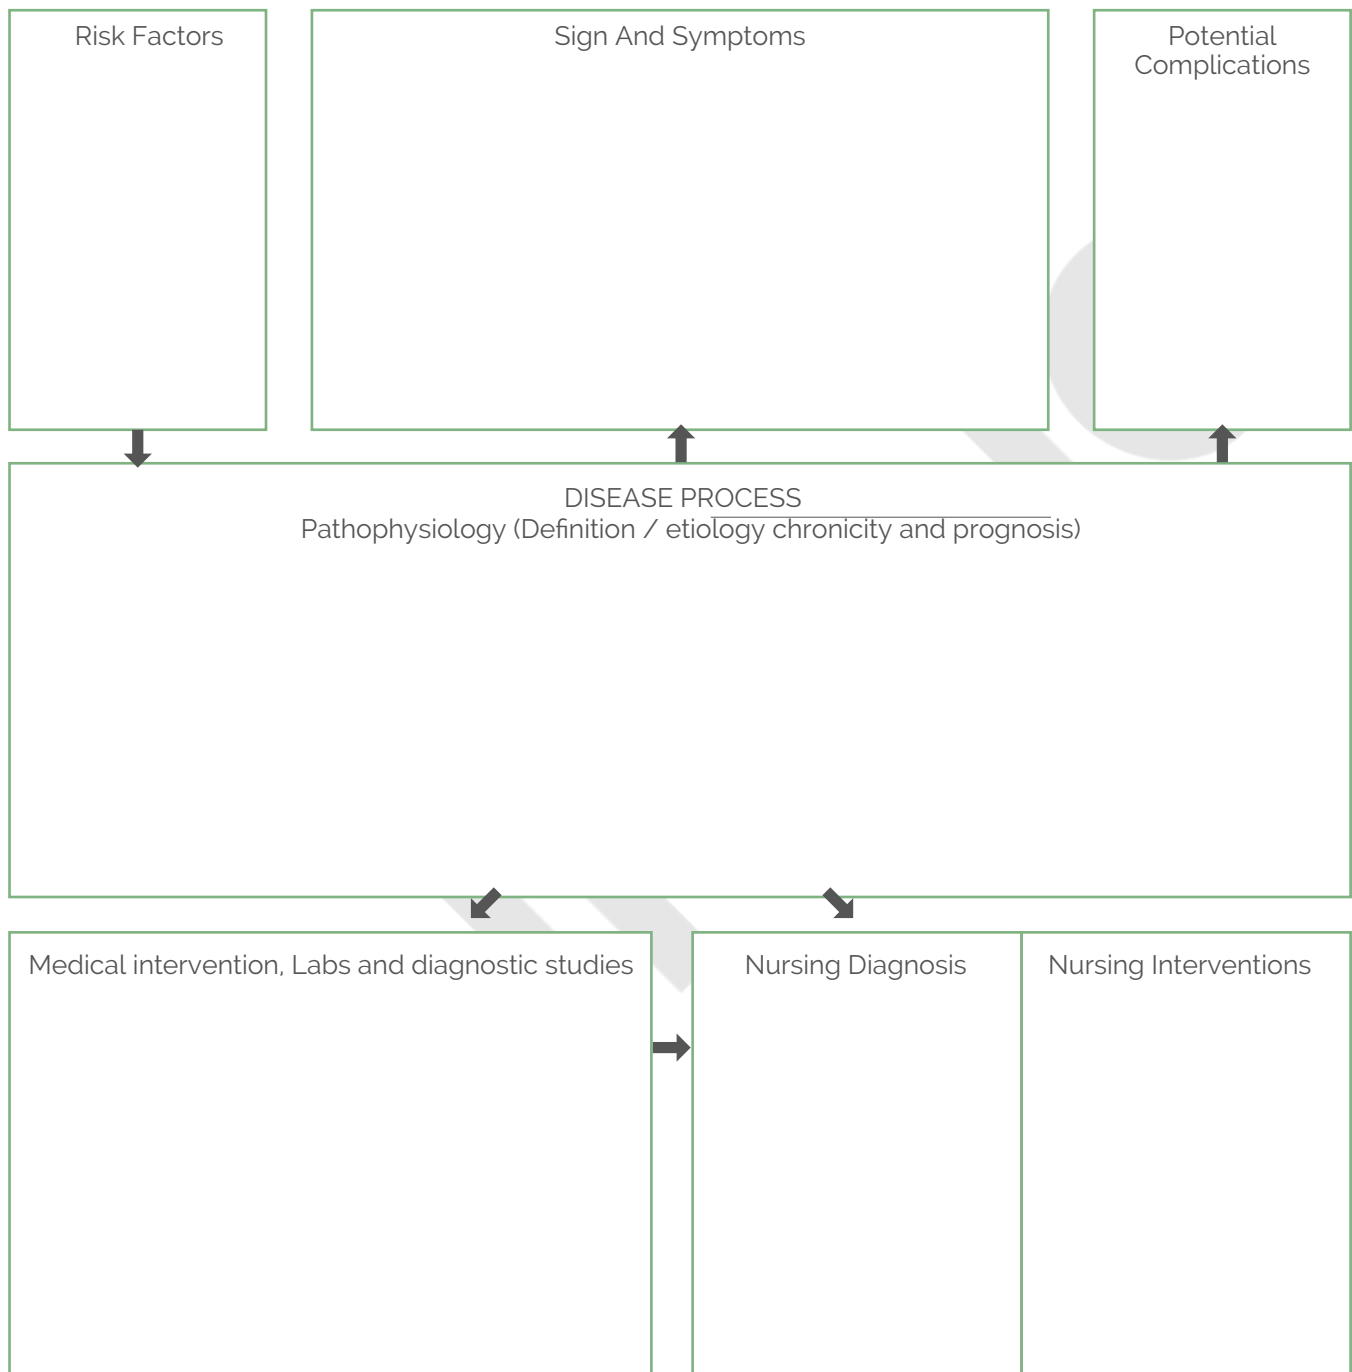 Risk Factors
Sign And Symptoms
Potential
Complications
DISEASE PROCESS
Pathophysiology (Definition / etiology chronicity and prognosis)
Medical intervention, Labs and diagnostic studies
Nursing Diagnosis
Nursing Interventions